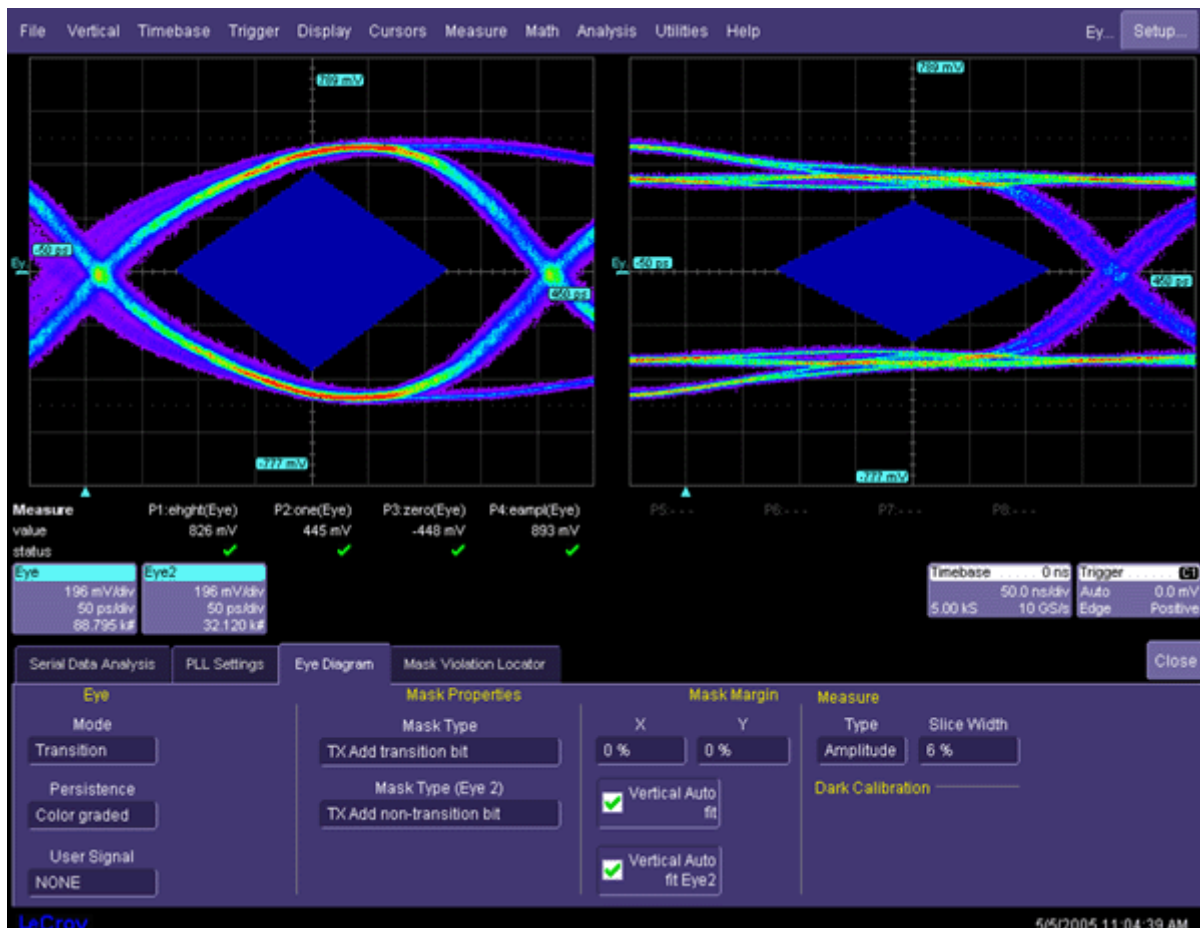 File Vertical Timebase Trigger Display Cursors Measure Math Analysis Utilities Help Ey... Setup...
789 mV 789 mV
-50 ps -50 ps
Ey Ey
460 ps 460 ps
-777 mV -777 mV
Measure P1:ehght(Eye) P2:one(Eye) P3:zero(Eye) P4:eampl(Eye) P5:- - - P6:- - - P7:- - - P8:- - -
value 826 mV 445 mV -448 mV 893 mV
status
Eye Eye2 Timebase 0 ns Trigger C1
196 mV/div 196 mV/div 50.0 ns/div Auto 0.0 mV
50 ps/div 50 ps/div 5.00 kS 10 GS/s Edge Positive
88.795 k# 32.120 k#
Serial Data Analysis PLL Settings Eye Diagram Mask Violation Locator Close
Eye Mask Properties Mask Margin Measure
Mode Mask Type X Y Type Slice Width
Transition TX Add transition bit 0 % 0 % Amplitude 6 %
Persistence Mask Type (Eye 2) Vertical Auto fit Dark Calibration
Color graded TX Add non-transition bit
User Signal Vertical Auto fit Eye2
NONE
LeCroy 5/5/2005 11:04:39 AM